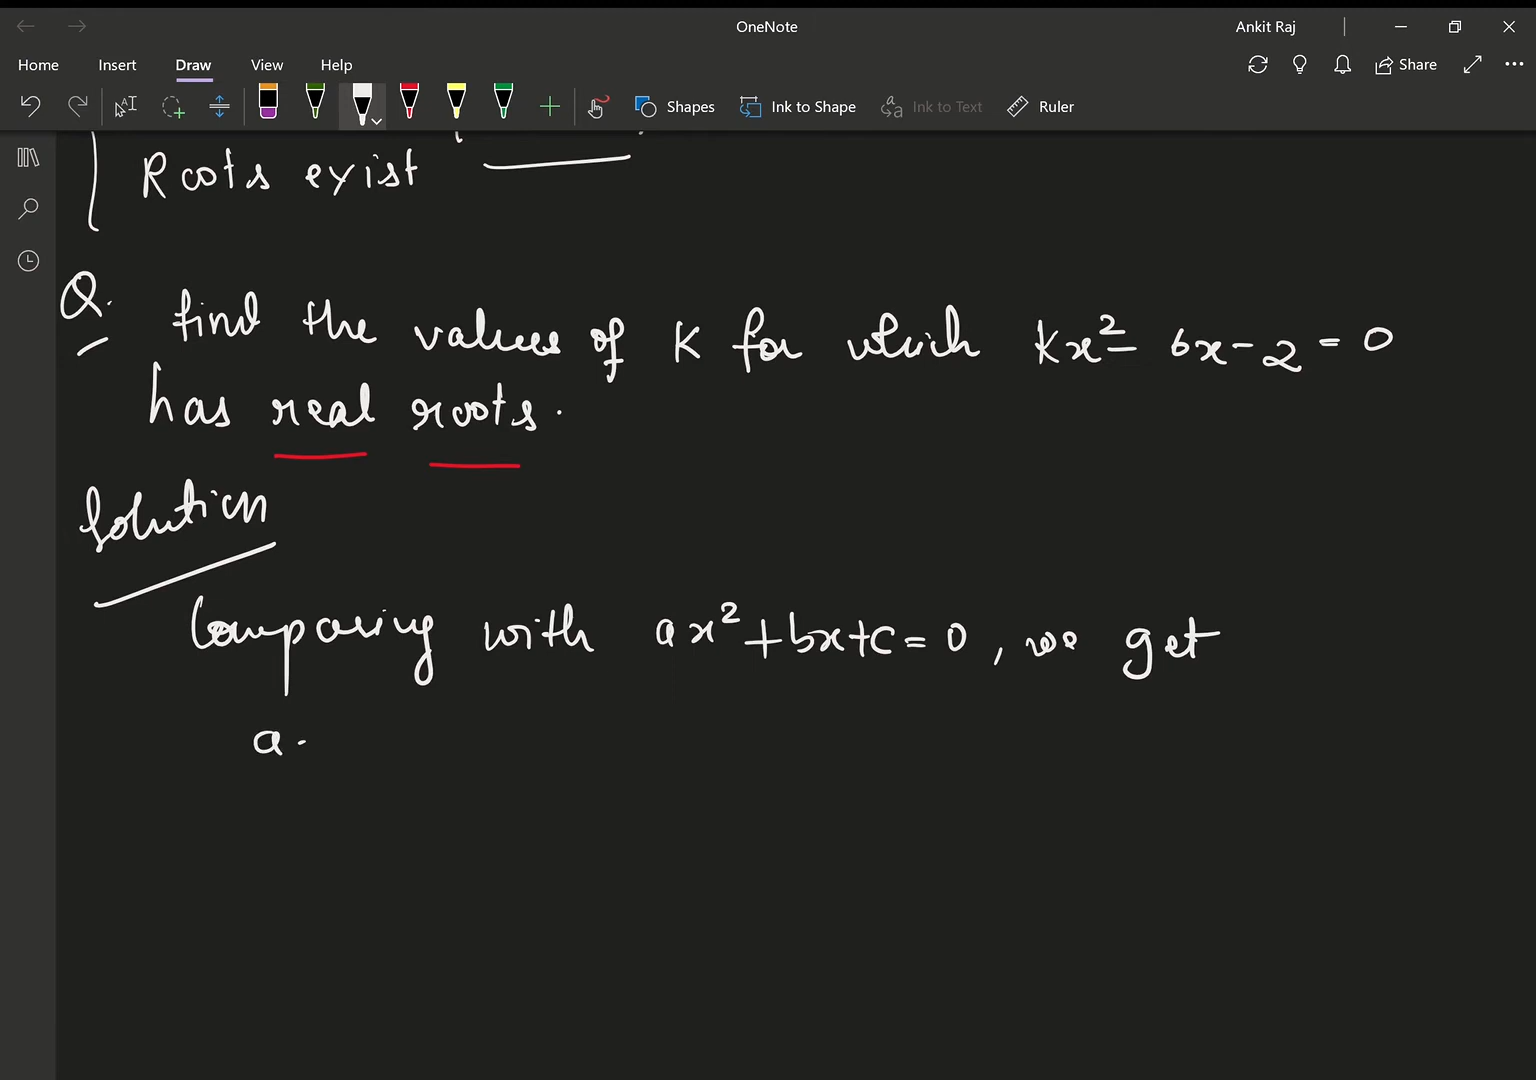 OneNote
Ankit Raj
Home Insert Draw View Help
Share
Shapes Ink to Shape Ink to Text Ruler
Roots exist
Q. find the values of K for which Kx² - 6x - 2 = 0
has real roots.
Solution
Comparing with ax² + bx + c = 0, we get
a